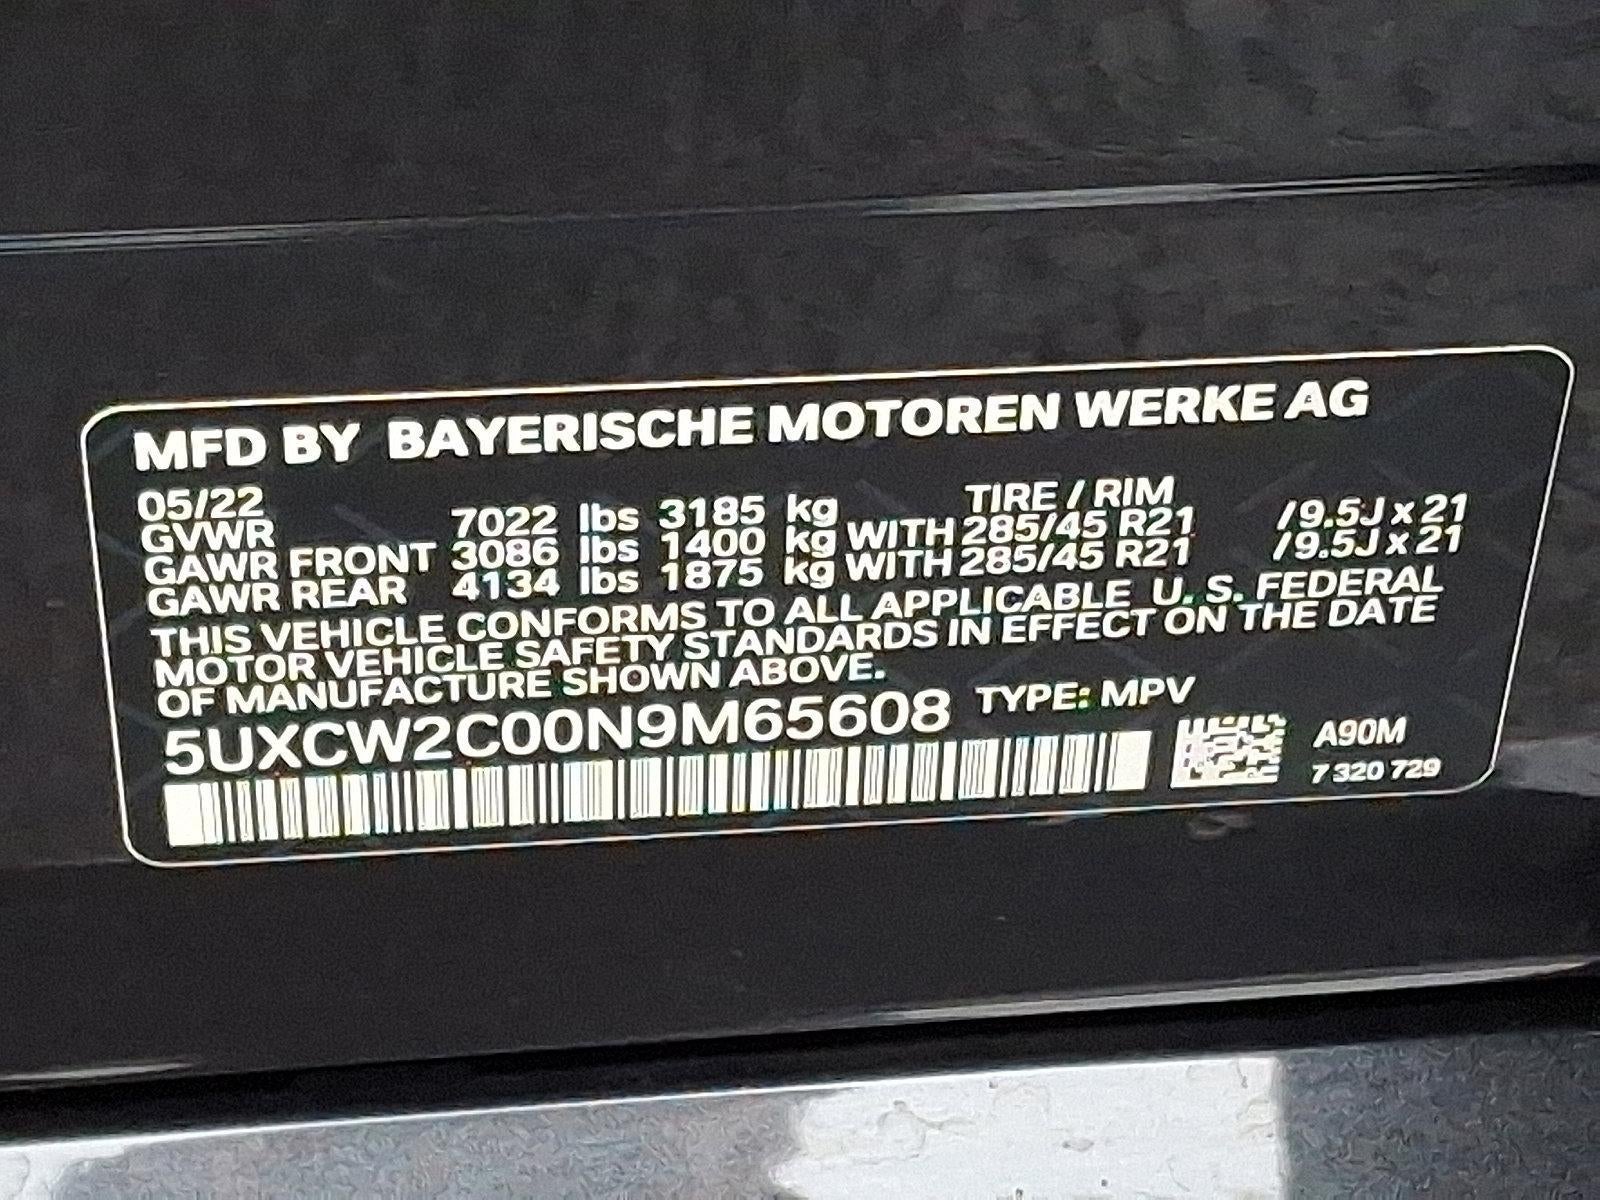 MFD BY BAYERISCHE MOTOREN WERKE AG
05/22 TIRE / RIM
GVWR 7022 lbs 3185 kg
GAWR FRONT 3086 lbs 1400 kg WITH 285/45 R21 /9.5J x 21
GAWR REAR 4134 lbs 1875 kg WITH 285/45 R21 /9.5J x 21
THIS VEHICLE CONFORMS TO ALL APPLICABLE U. S. FEDERAL
MOTOR VEHICLE SAFETY STANDARDS IN EFFECT ON THE DATE
OF MANUFACTURE SHOWN ABOVE.
5UXCW2C00N9M65608 TYPE: MPV
A90M
7 320 729